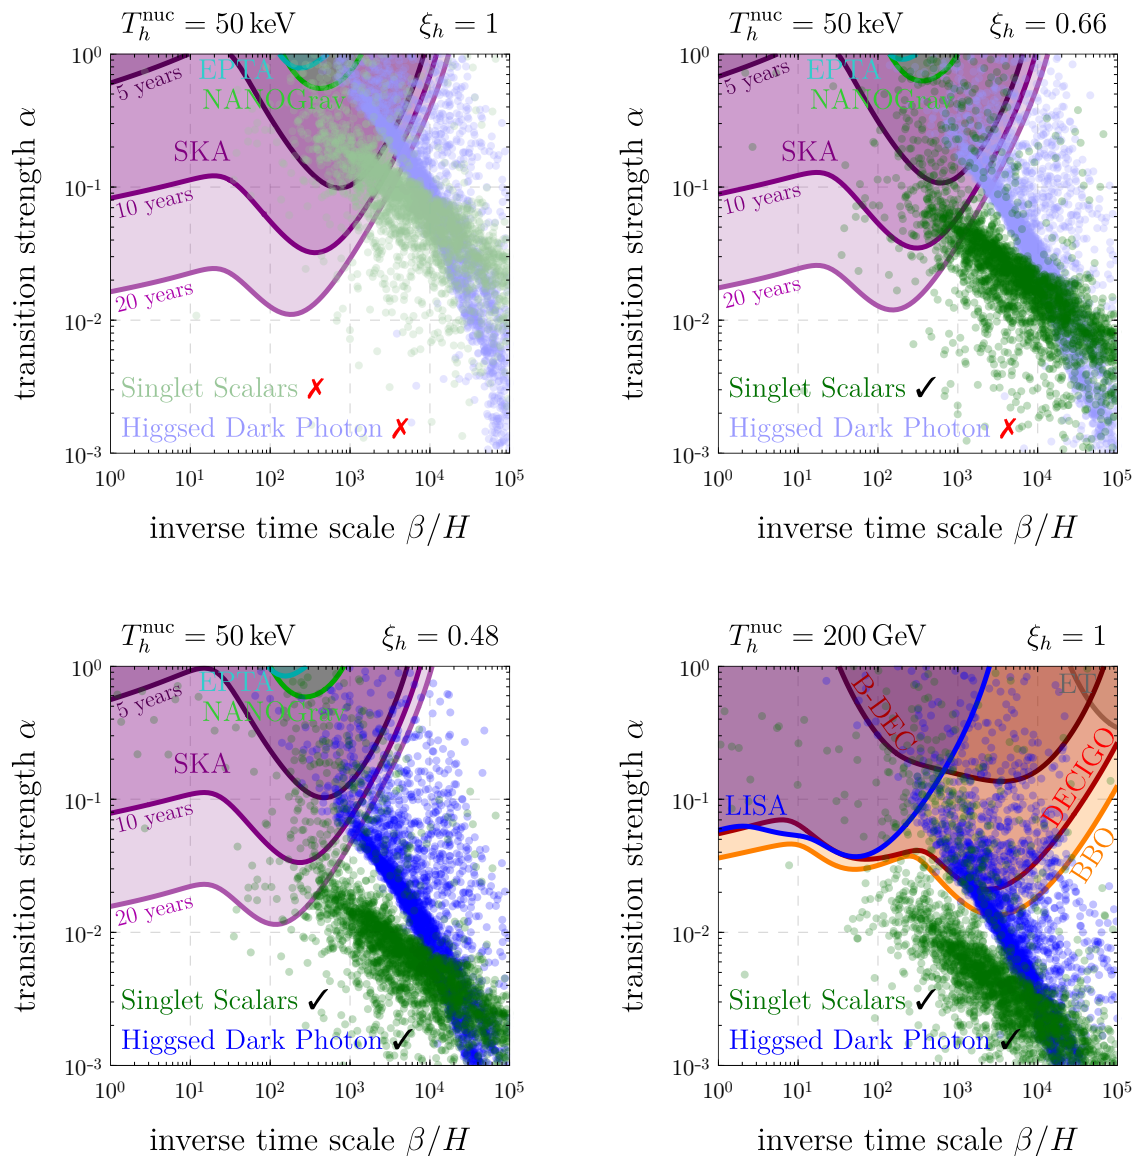 T_h^nuc = 50 keV    ξ_h = 1
10^0
5 years
EPTA
NANOGrav
SKA
10^−1
10 years
20 years
10^−2
Singlet Scalars ✗
Higgsed Dark Photon ✗
10^−3
10^0 10^1 10^2 10^3 10^4 10^5
transition strength α
inverse time scale β/H
T_h^nuc = 50 keV    ξ_h = 0.66
10^0
5 years
EPTA
NANOGrav
SKA
10^−1
10 years
20 years
10^−2
Singlet Scalars ✓
Higgsed Dark Photon ✗
10^−3
10^0 10^1 10^2 10^3 10^4 10^5
transition strength α
inverse time scale β/H
T_h^nuc = 50 keV    ξ_h = 0.48
10^0
5 years
EPTA
NANOGrav
SKA
10^−1
10 years
20 years
10^−2
Singlet Scalars ✓
Higgsed Dark Photon ✓
10^−3
10^0 10^1 10^2 10^3 10^4 10^5
transition strength α
inverse time scale β/H
T_h^nuc = 200 GeV    ξ_h = 1
10^0
ET
B-DEC
10^−1
LISA
DECIGO
BBO
10^−2
Singlet Scalars ✓
Higgsed Dark Photon ✓
10^−3
10^0 10^1 10^2 10^3 10^4 10^5
transition strength α
inverse time scale β/H